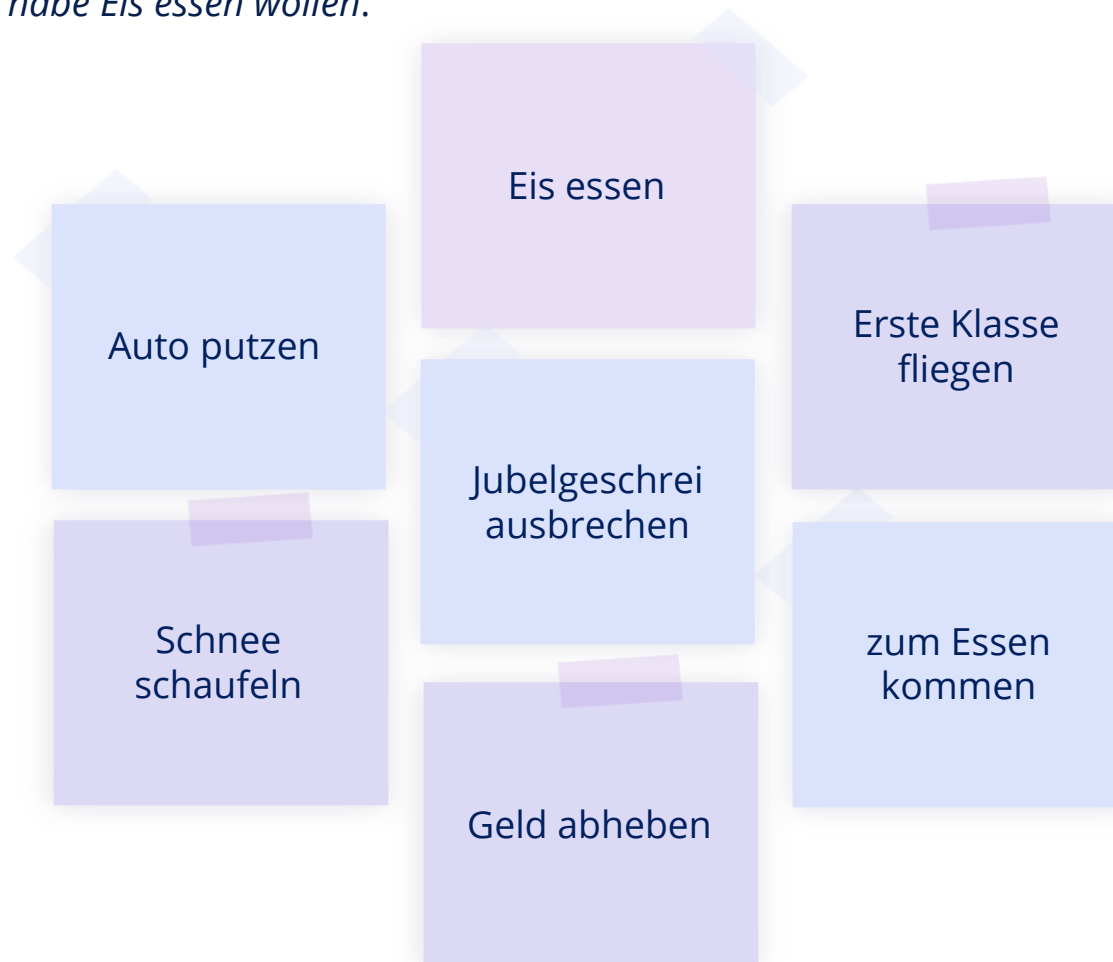 habe Eis essen wollen.
Eis essen
Auto putzen
Erste Klasse
fliegen
Jubelgeschrei
ausbrechen
Schnee
schaufeln
zum Essen
kommen
Geld abheben